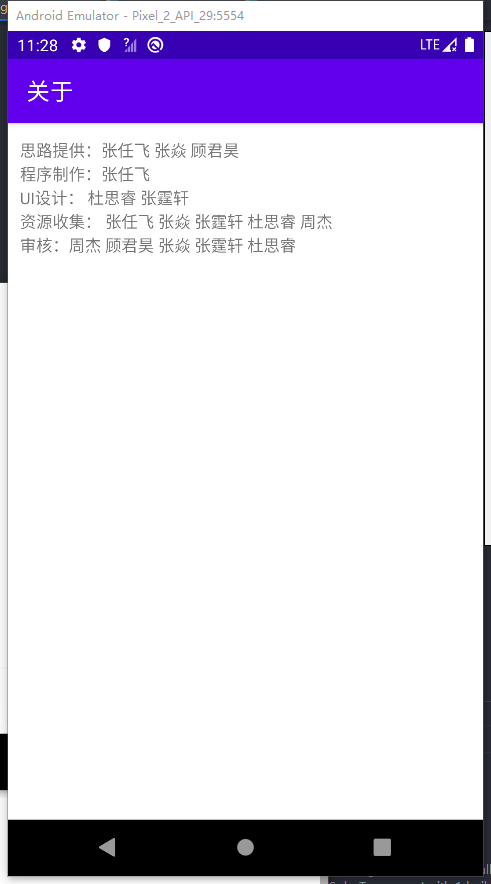 Android Emulator - Pixel_2_API_29:5554
11:28
LTE
关于
思路提供：张任飞 张焱 顾君昊
程序制作：张任飞
UI设计： 杜思睿 张霆轩
资源收集： 张任飞 张焱 张霆轩 杜思睿 周杰
审核：周杰 顾君昊 张焱 张霆轩 杜思睿